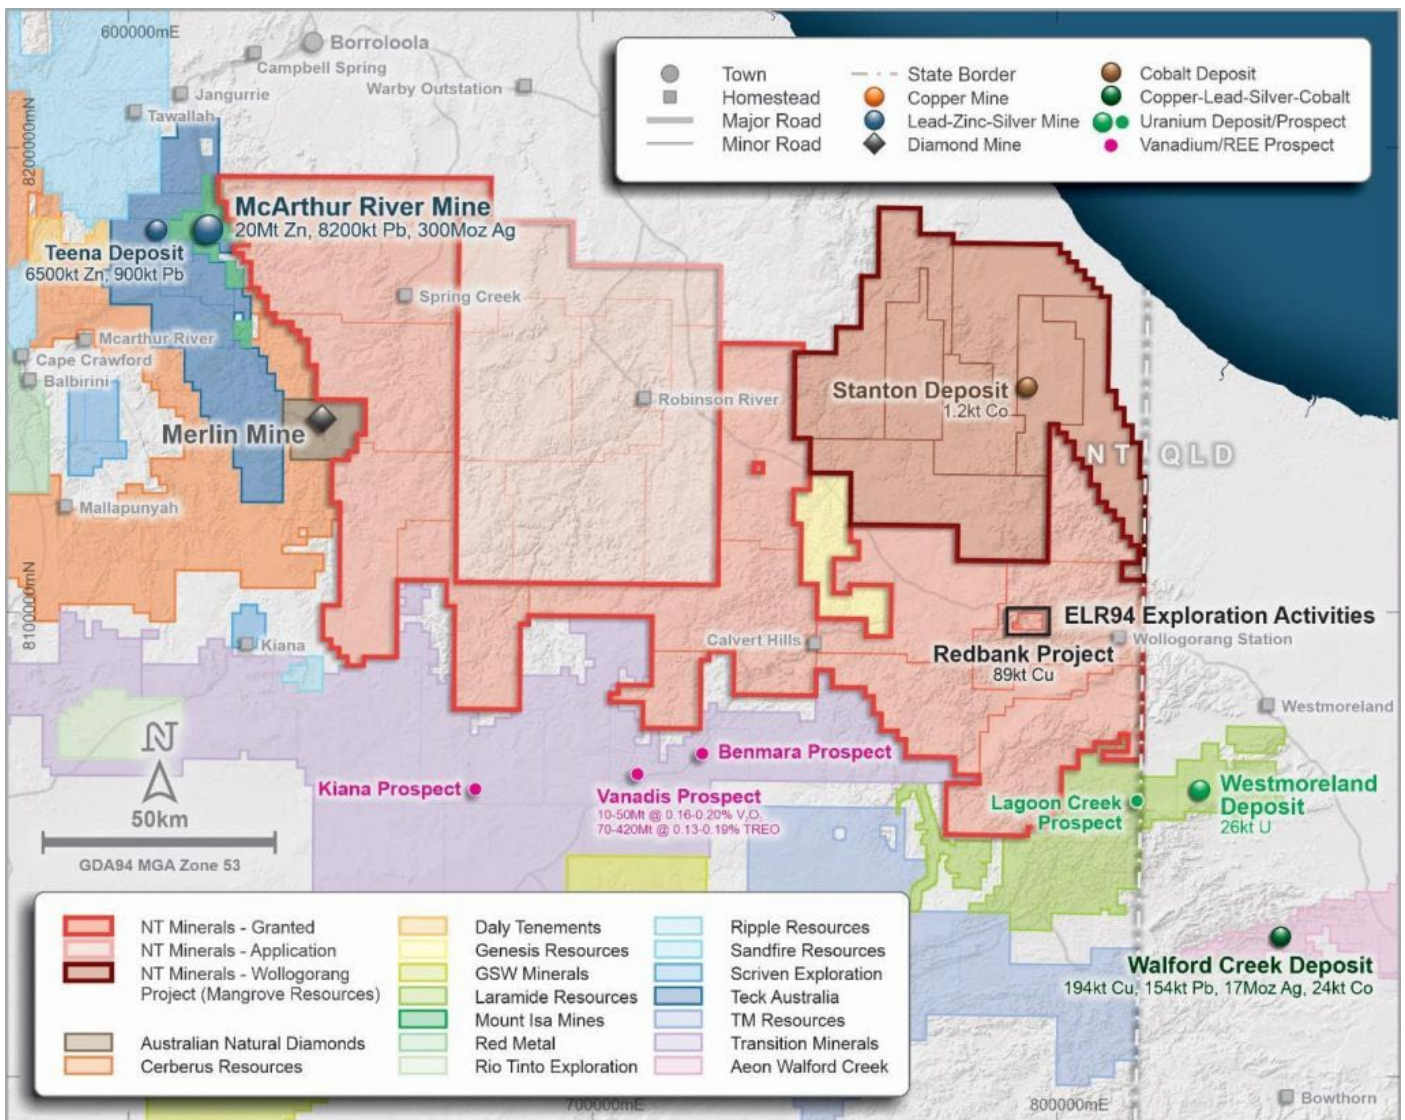 600000mE
Borroloola
Campbell Spring
Jangurrie
Warby Outstation
Tawallah
8200000mN
Town
Homestead
Major Road
Minor Road
State Border
Copper Mine
Lead-Zinc-Silver Mine
Diamond Mine
Cobalt Deposit
Copper-Lead-Silver-Cobalt
Uranium Deposit/Prospect
Vanadium/REE Prospect
McArthur River Mine
20Mt Zn, 8200kt Pb, 300Moz Ag
Teena Deposit
6500kt Zn, 900kt Pb
Spring Creek
Mcarthur River
Cape Crawford
Balbirini
Stanton Deposit
1.2kt Co
Robinson River
Merlin Mine
NT QLD
Mallapunyah
8100000mN
ELR94 Exploration Activities
Calvert Hills
Wollogorang Station
Kiana
Redbank Project
89kt Cu
Westmoreland
N
Benmara Prospect
Kiana Prospect
Vanadis Prospect
10-50Mt @ 0.16-0.20% V2O5
70-420Mt @ 0.13-0.19% TREO
Lagoon Creek
Prospect
Westmoreland
Deposit
26kt U
50km
GDA94 MGA Zone 53
NT Minerals - Granted
NT Minerals - Application
NT Minerals - Wollogorang
Project (Mangrove Resources)
Australian Natural Diamonds
Cerberus Resources
Daly Tenements
Genesis Resources
GSW Minerals
Laramide Resources
Mount Isa Mines
Red Metal
Rio Tinto Exploration
Ripple Resources
Sandfire Resources
Scriven Exploration
Teck Australia
TM Resources
Transition Minerals
Aeon Walford Creek
Walford Creek Deposit
194kt Cu, 154kt Pb, 17Moz Ag, 24kt Co
700000mE
800000mE
Bowthorn